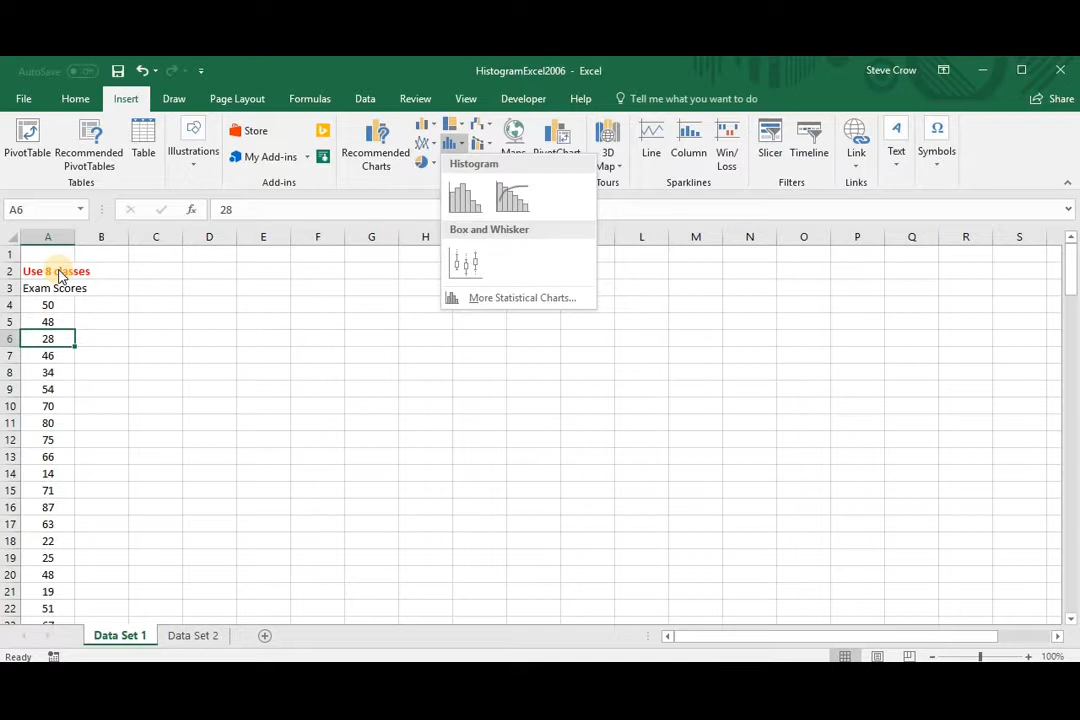 AutoSave Off
HistogramExcel2006 - Excel
Steve Crow
File Home Insert Draw Page Layout Formulas Data Review View Developer Help Tell me what you want to do Share
PivotTable Recommended PivotTables Table
Tables
Illustrations
Store
My Add-ins
Add-ins
Recommended Charts
Maps PivotChart
3D Map
Tours
Line Column Win/Loss
Sparklines
Slicer Timeline
Filters
Link
Links
Text
Symbols
Histogram
Box and Whisker
More Statistical Charts...
A6 fx 28
A B C D E F G H L M N O P Q R S
1
2 Use 8 classes
3 Exam Scores
4 50
5 48
6 28
7 46
8 34
9 54
10 70
11 80
12 75
13 66
14 14
15 71
16 87
17 63
18 22
19 25
20 48
21 19
22 51
Data Set 1 Data Set 2
Ready
100%